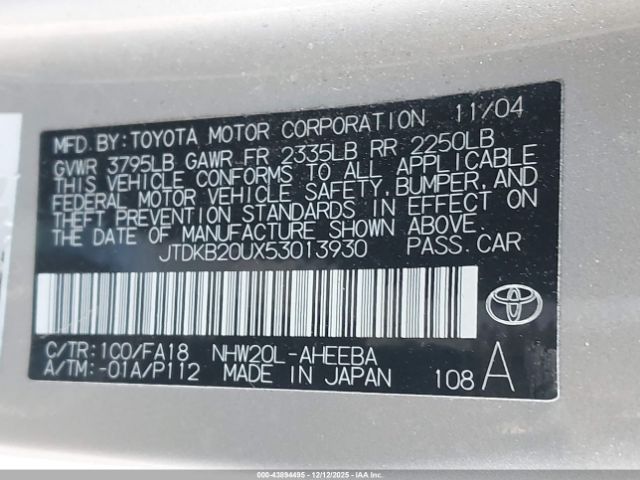 MFD. BY: TOYOTA MOTOR CORPORATION 11/04
GVWR 3795LB GAWR FR 2335LB RR 2250LB
THIS VEHICLE CONFORMS TO ALL APPLICABLE
FEDERAL MOTOR VEHICLE SAFETY, BUMPER, AND
THEFT PREVENTION STANDARDS IN EFFECT ON
THE DATE OF MANUFACTURE SHOWN ABOVE.
JTDKB20UX53013930 PASS. CAR
C/TR: 1C0/FA18 NHW20L-AHEEBA
A/TM: -01A/P112 MADE IN JAPAN 108 A
000-43894495 - 12/12/2025 - IAAI, INC.